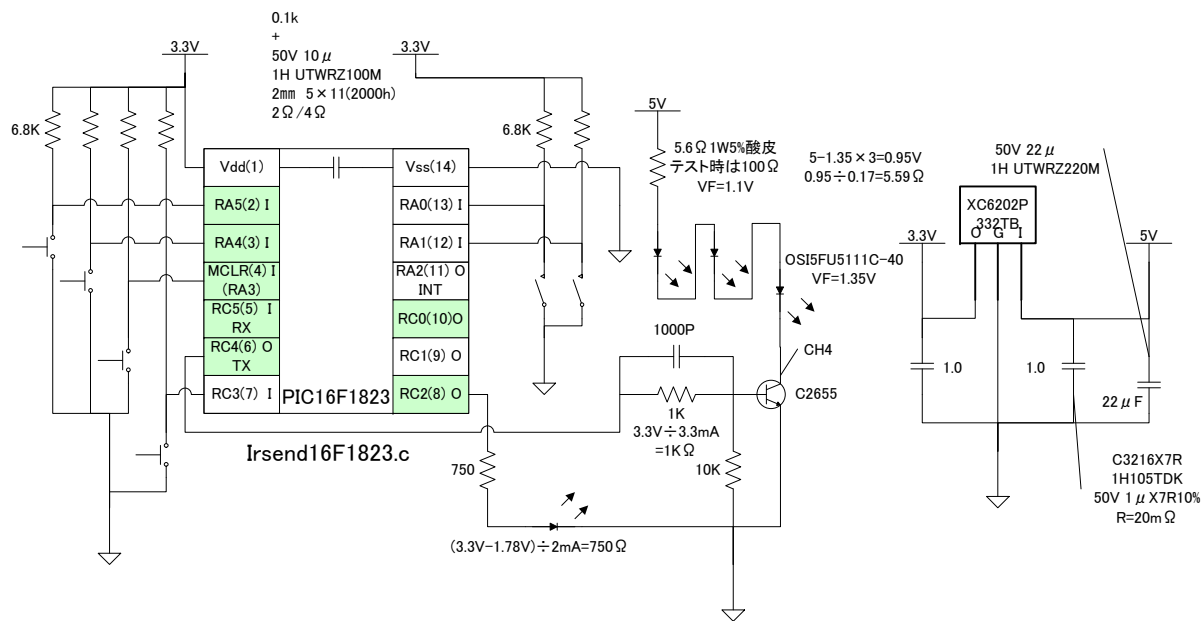 0.1k
+
50V 10μ
1H UTWRZ100M
2mm 5×11(2000h)
2Ω/4Ω
3.3V
3.3V
6.8K
6.8K
Vdd(1)
Vss(14)
RA5(2) I
RA0(13) I
RA4(3) I
RA1(12) I
MCLR(4) I
(RA3)
RA2(11) O
INT
RC5(5) I
RX
RC0(10)O
RC4(6) O
TX
RC1(9) O
RC3(7) I
PIC16F1823
RC2(8) O
Irsend16F1823.c
5V
5.6Ω1W5%酸皮
テスト時は100Ω
VF=1.1V
5-1.35×3=0.95V
0.95÷0.17=5.59Ω
OSI5FU5111C-40
VF=1.35V
1000P
CH4
C2655
1K
3.3V÷3.3mA
=1KΩ
750
10K
(3.3V-1.78V)÷2mA=750Ω
50V 22μ
1H UTWRZ220M
XC6202P
332TB
O G I
3.3V
5V
1.0
1.0
22μF
C3216X7R
1H105TDK
50V 1μX7R10%
R=20mΩ